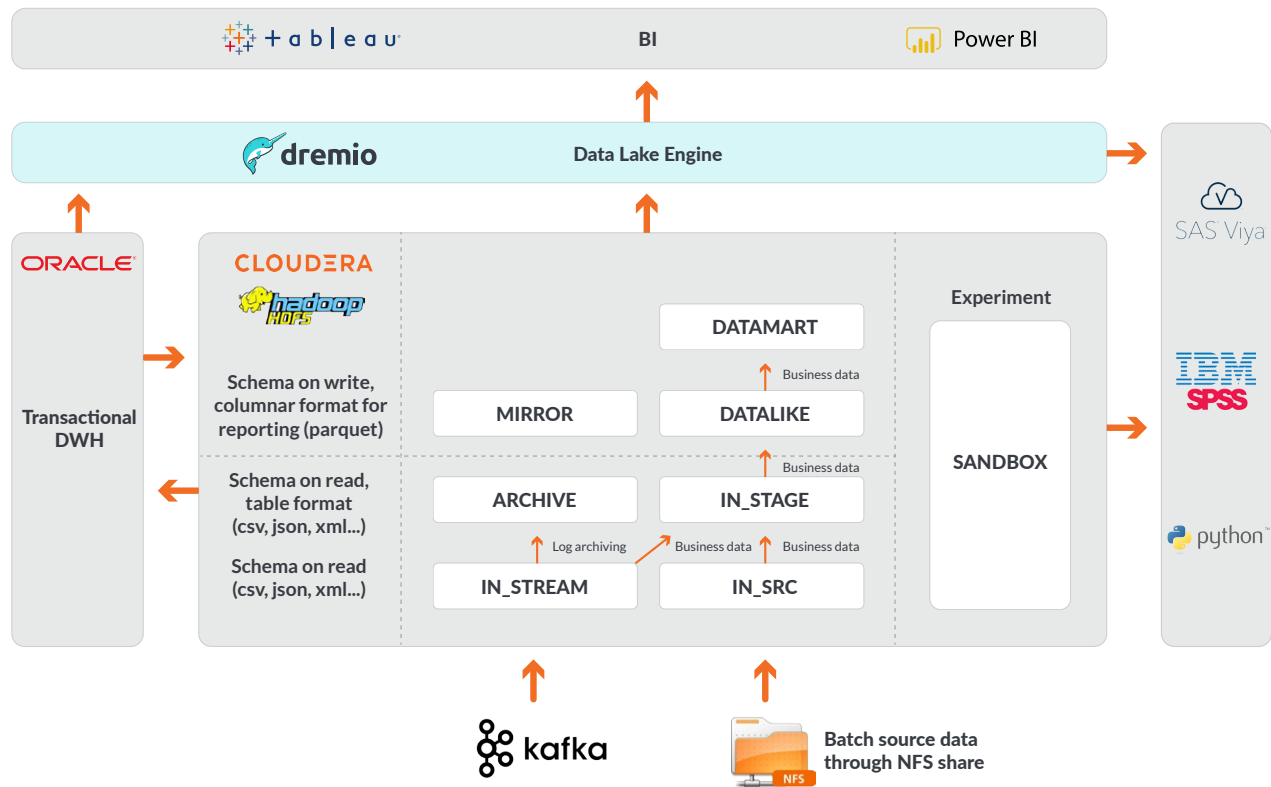 + a b | e a u
BI
Power BI
dremio
Data Lake Engine
ORACLE
Transactional
DWH
CLOUDERA
hadoop
HDFS
Schema on write,
columnar format for
reporting (parquet)
Schema on read,
table format
(csv, json, xml...)
Schema on read
(csv, json, xml...)
DATAMART
Business data
MIRROR
DATALIKE
Business data
ARCHIVE
IN_STAGE
Log archiving
Business data
Business data
IN_STREAM
IN_SRC
Experiment
SANDBOX
SAS Viya
IBM
SPSS
python™
kafka
NFS
Batch source data
through NFS share